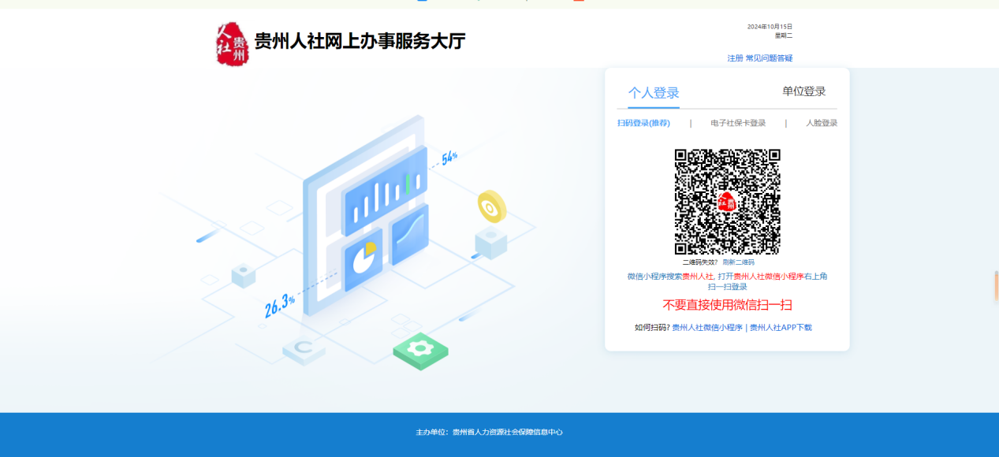 人社贵州
贵州人社网上办事服务大厅
2024年10月15日
星期二
注册 常见问题答疑
个人登录 单位登录
扫码登录(推荐) | 电子社保卡登录 | 人脸登录
54%
26.3%
人社贵州
二维码失效? 刷新二维码
微信小程序搜索贵州人社, 打开贵州人社微信小程序右上角
扫一扫登录
不要直接使用微信扫一扫
如何扫码? 贵州人社微信小程序 | 贵州人社APP下载
C
主办单位：贵州省人力资源社会保障信息中心